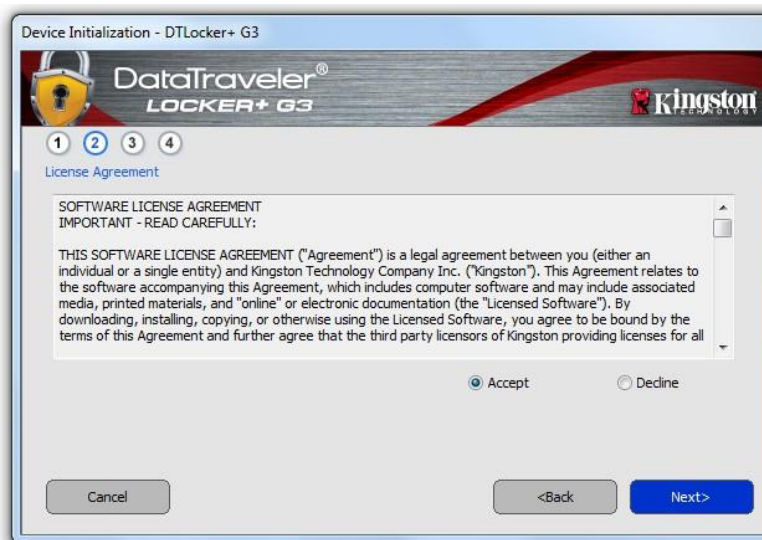 Device Initialization - DTLocker+ G3
DataTraveler®
LOCKER+ G3
Kingston
TECHNOLOGY
1 2 3 4
License Agreement
SOFTWARE LICENSE AGREEMENT
IMPORTANT - READ CAREFULLY:
THIS SOFTWARE LICENSE AGREEMENT ("Agreement") is a legal agreement between you (either an
individual or a single entity) and Kingston Technology Company Inc. ("Kingston"). This Agreement relates to
the software accompanying this Agreement, which includes computer software and may include associated
media, printed materials, and "online" or electronic documentation (the "Licensed Software"). By
downloading, installing, copying, or otherwise using the Licensed Software, you agree to be bound by the
terms of this Agreement and further agree that the third party licensors of Kingston providing licenses for all
Accept Decline
Cancel <Back Next>